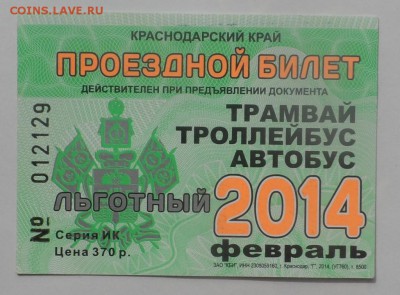 COINS.LAVE.RU
КРАСНОДАРСКИЙ КРАЙ
ПРОЕЗДНОЙ БИЛЕТ
ДЕЙСТВИТЕЛЕН ПРИ ПРЕДЪЯВЛЕНИИ ДОКУМЕНТА
ТРАМВАЙ
ТРОЛЛЕЙБУС
АВТОБУС
№ 012129
ЛЬГОТНЫЙ
2014
Серия ИК
февраль
Цена 370 р.